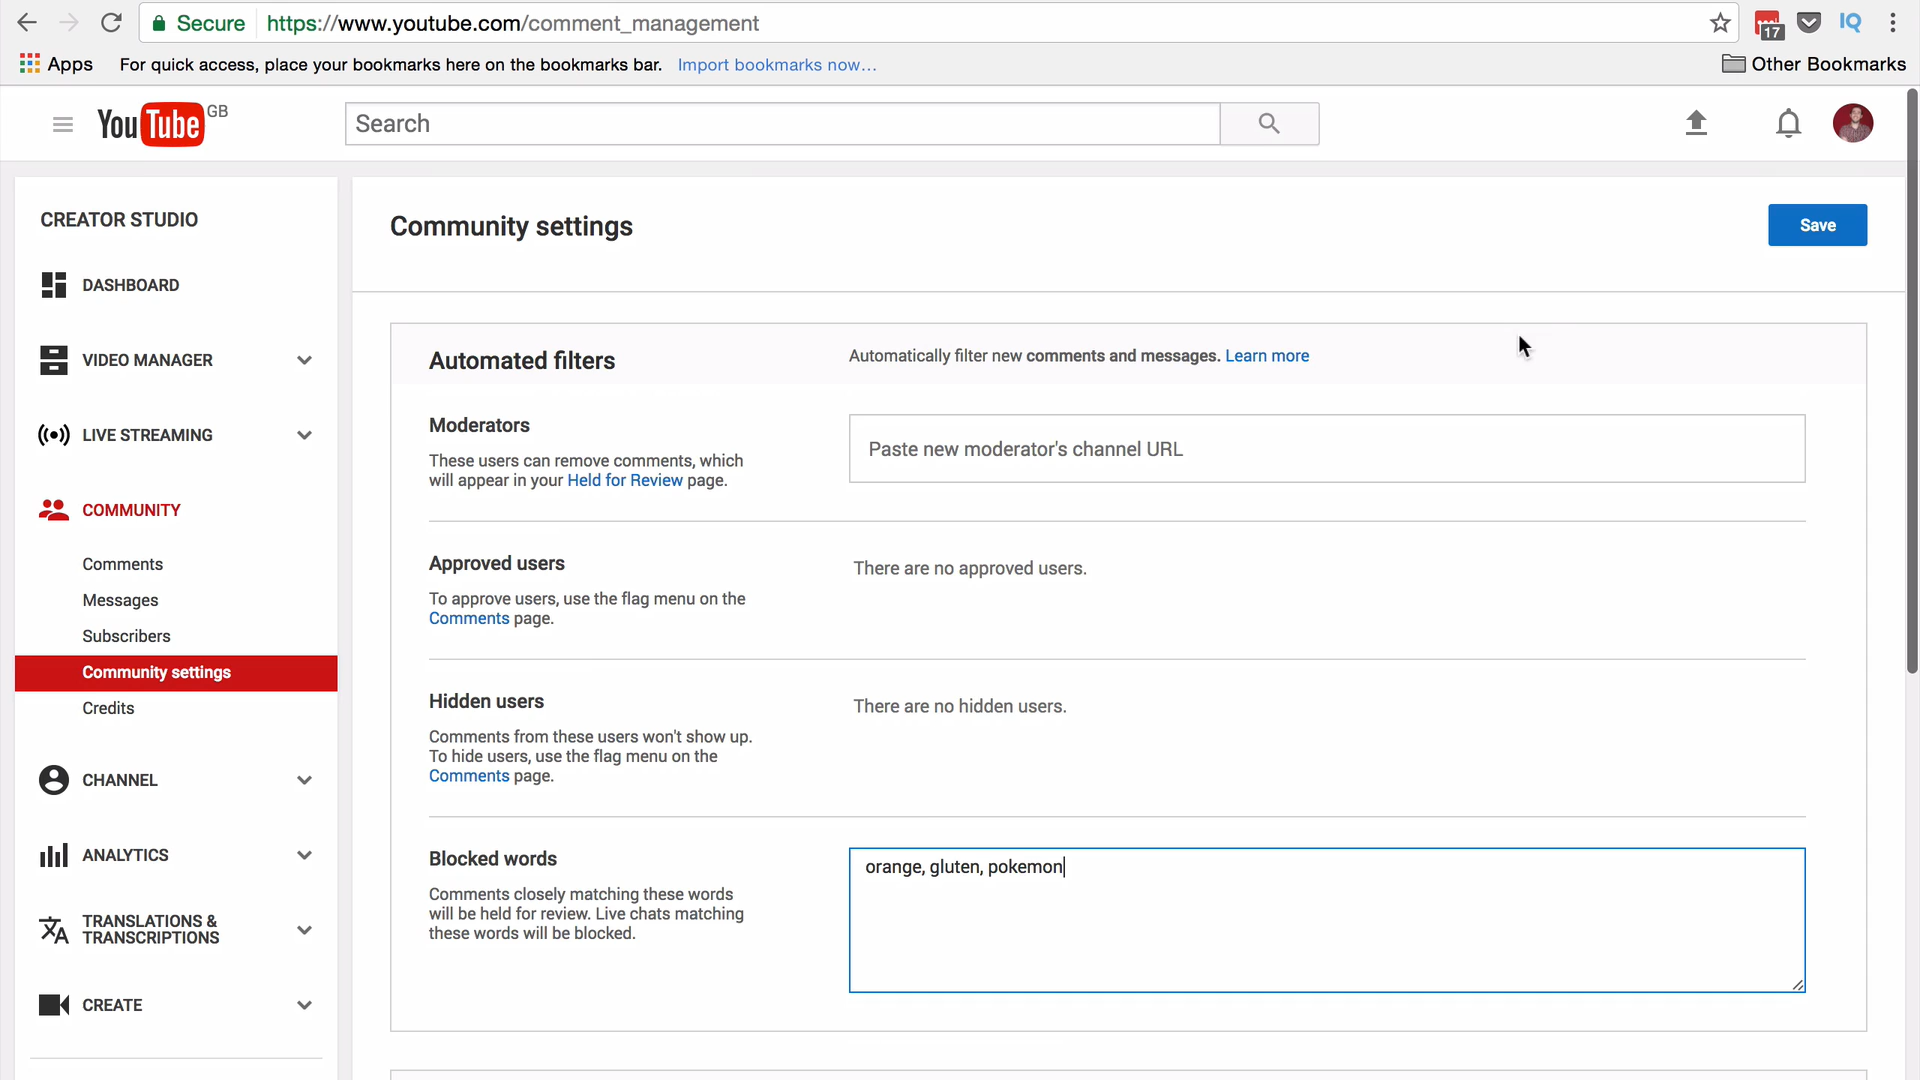 Secure https://www.youtube.com/comment_management
17
IQ
Apps For quick access, place your bookmarks here on the bookmarks bar. Import bookmarks now... Other Bookmarks
YouTube GB
Search
CREATOR STUDIO
DASHBOARD
VIDEO MANAGER
LIVE STREAMING
COMMUNITY
Comments
Messages
Subscribers
Community settings
Credits
CHANNEL
ANALYTICS
TRANSLATIONS &
TRANSCRIPTIONS
CREATE
Community settings
Save
Automated filters
Automatically filter new comments and messages. Learn more
Moderators
These users can remove comments, which
will appear in your Held for Review page.
Paste new moderator's channel URL
Approved users
To approve users, use the flag menu on the
Comments page.
There are no approved users.
Hidden users
Comments from these users won't show up.
To hide users, use the flag menu on the
Comments page.
There are no hidden users.
Blocked words
Comments closely matching these words
will be held for review. Live chats matching
these words will be blocked.
orange, gluten, pokemon